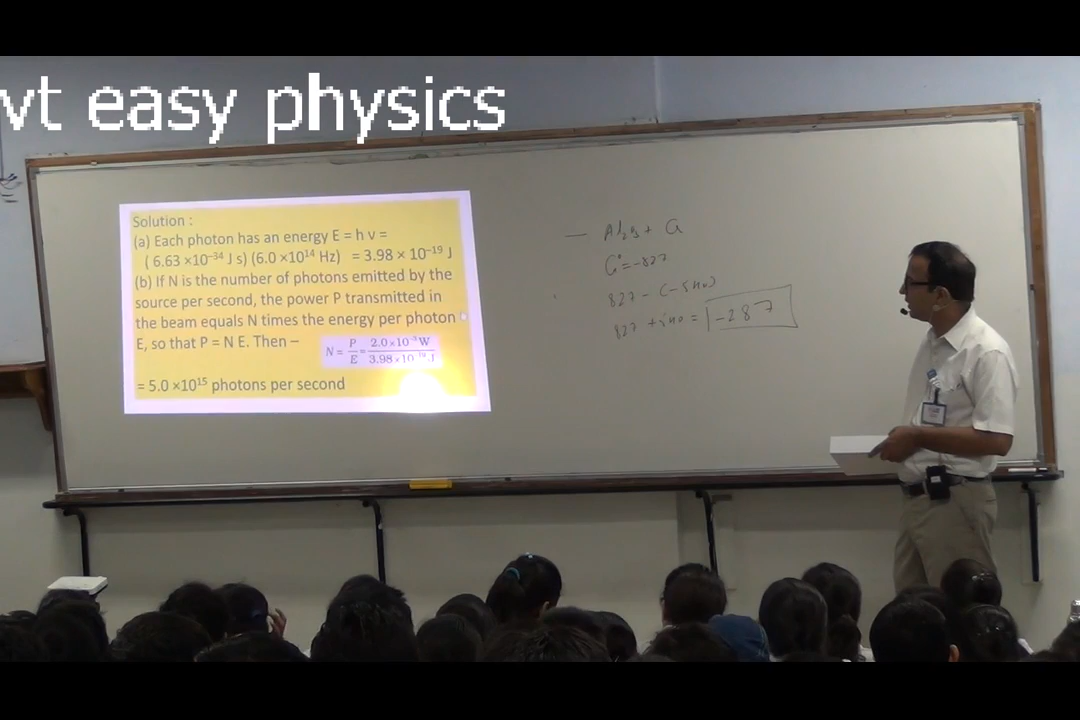 vt easy physics
Solution :
(a) Each photon has an energy E = h ν =
( 6.63 ×10⁻³⁴ J s) (6.0 ×10¹⁴ Hz) = 3.98 × 10⁻¹⁹ J
(b) If N is the number of photons emitted by the
source per second, the power P transmitted in
the beam equals N times the energy per photon
E, so that P = N E. Then – N = P/E = 2.0×10⁻³W / 3.98×10⁻¹⁹J
= 5.0 ×10¹⁵ photons per second
= -827
827 - (-540)
827 + 540 = -287